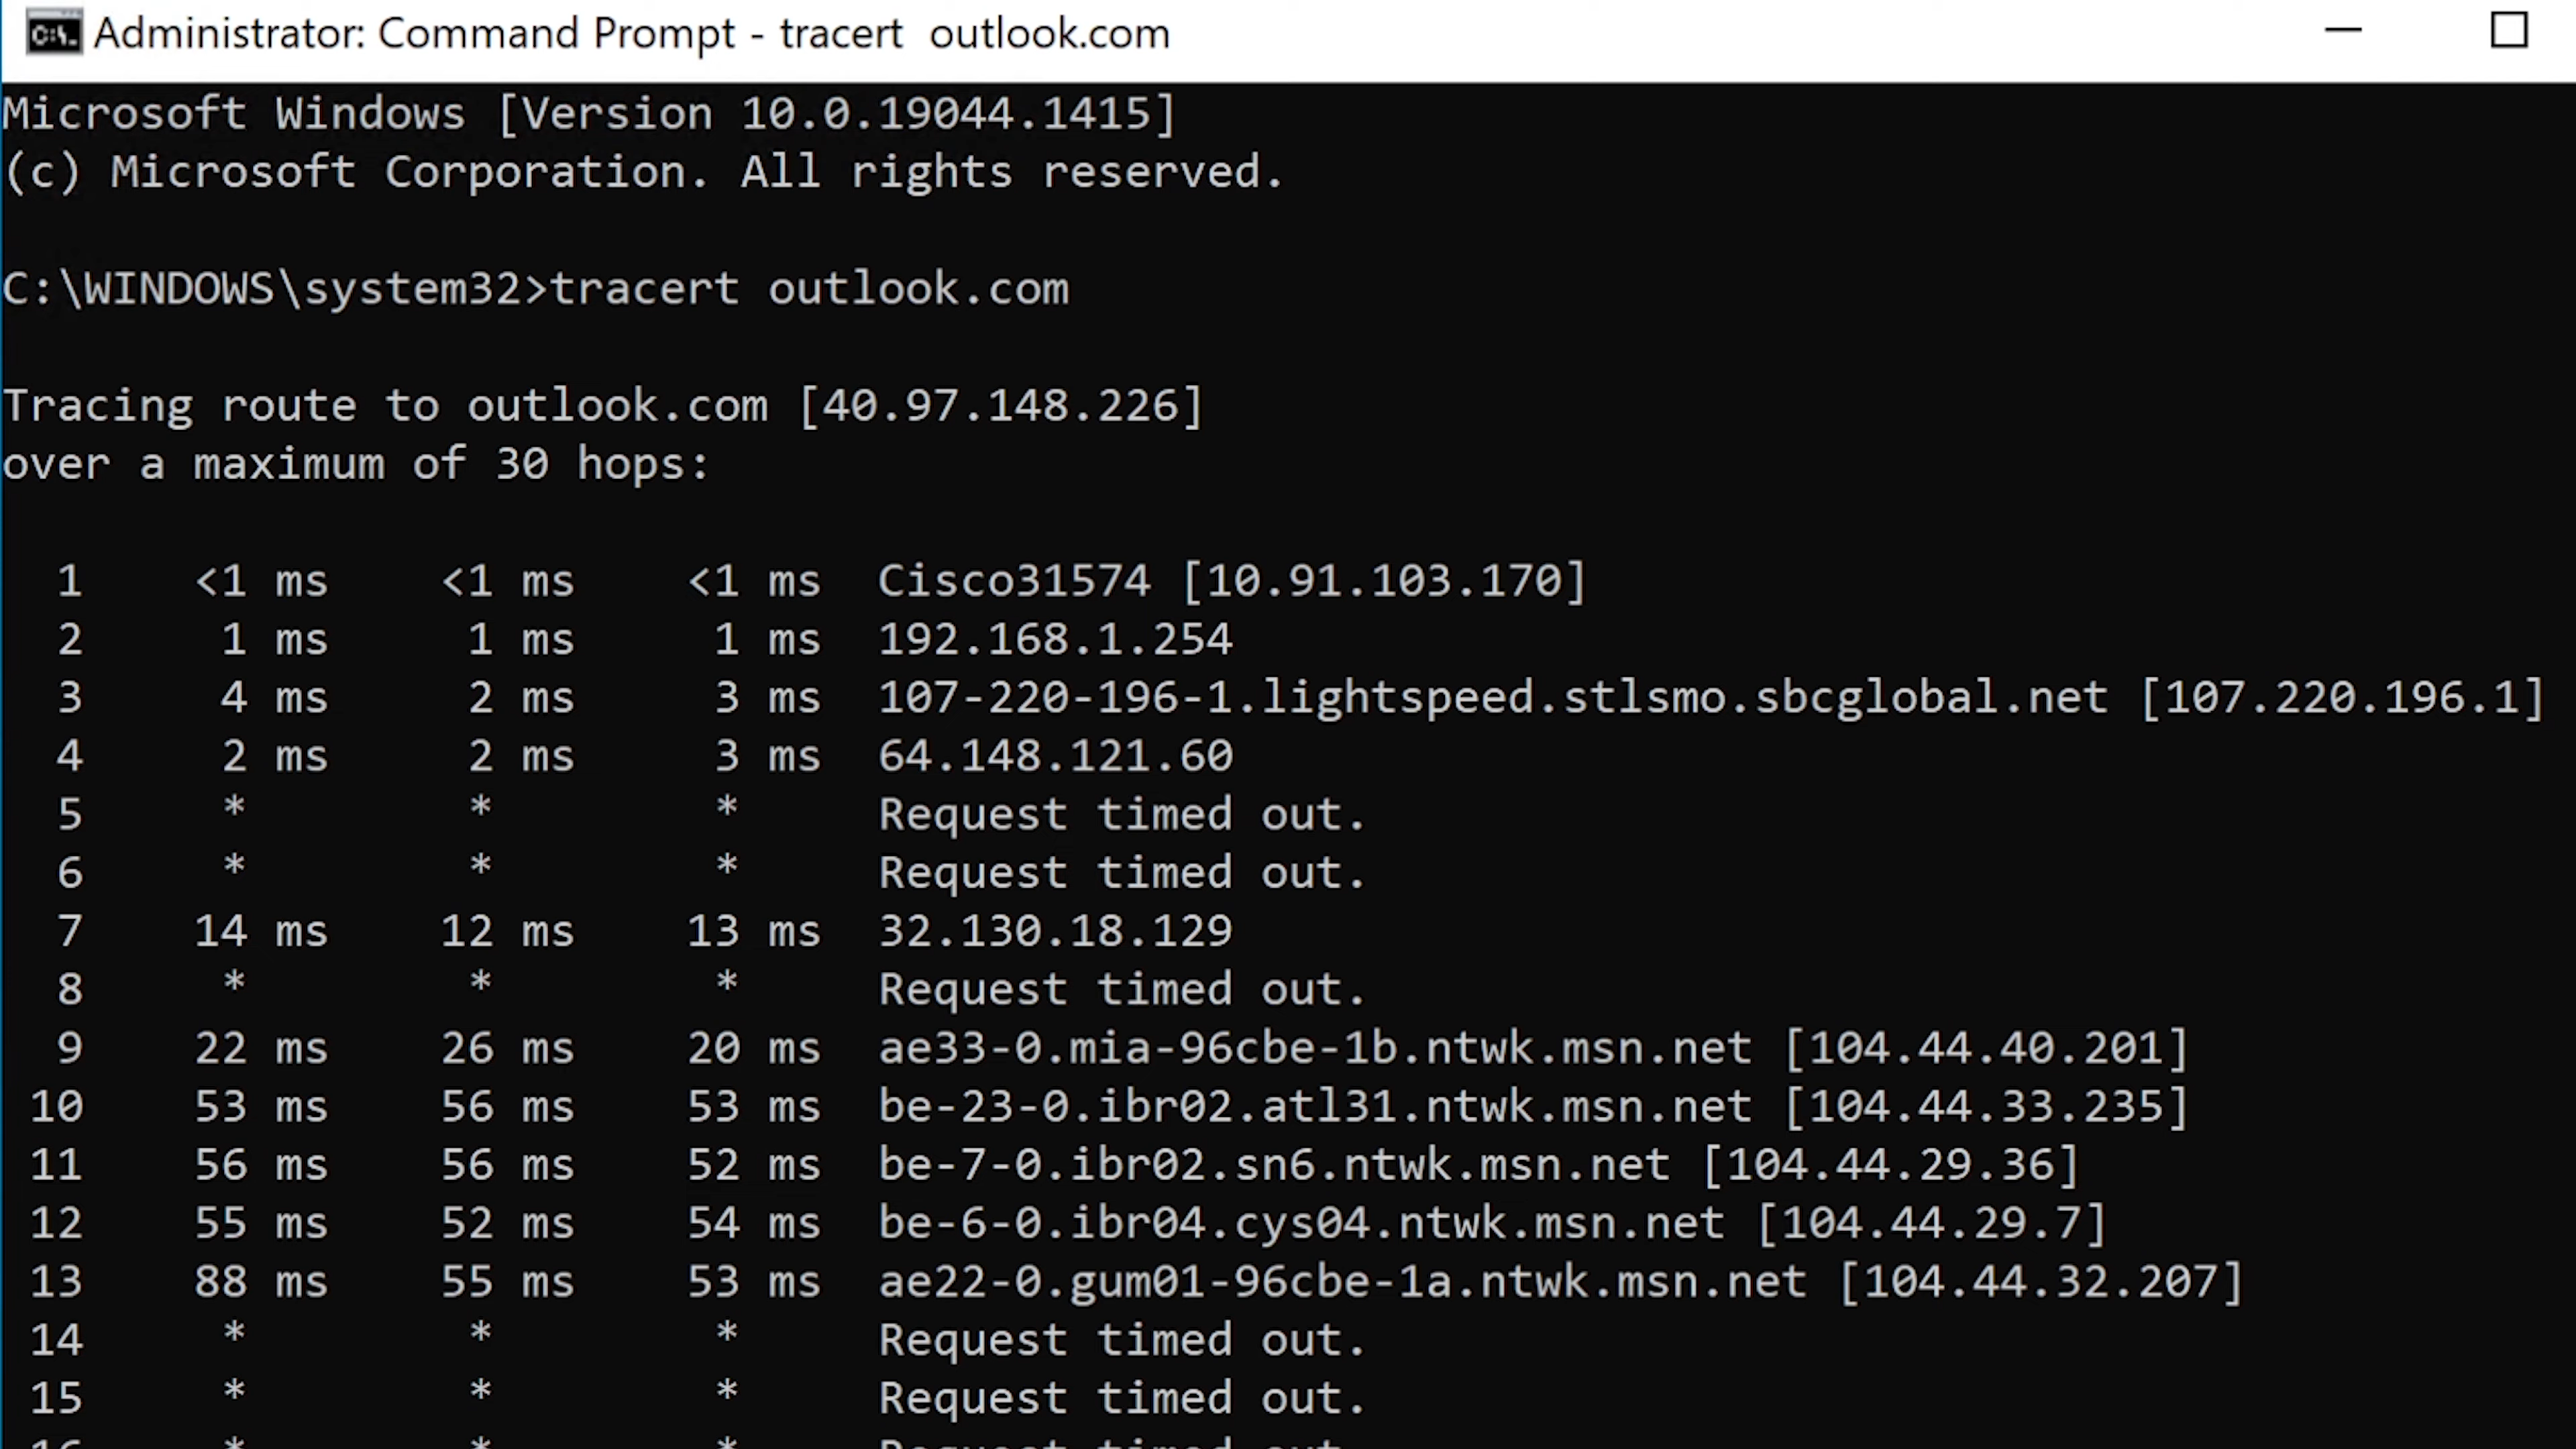 Administrator: Command Prompt - tracert  outlook.com
Microsoft Windows [Version 10.0.19044.1415]
(c) Microsoft Corporation. All rights reserved.
C:\WINDOWS\system32>tracert outlook.com
Tracing route to outlook.com [40.97.148.226]
over a maximum of 30 hops:
1 <1 ms <1 ms <1 ms Cisco31574 [10.91.103.170]
2 1 ms 1 ms 1 ms 192.168.1.254
3 4 ms 2 ms 3 ms 107-220-196-1.lightspeed.stlsmo.sbcglobal.net [107.220.196.1]
4 2 ms 2 ms 3 ms 64.148.121.60
5 * * * Request timed out.
6 * * * Request timed out.
7 14 ms 12 ms 13 ms 32.130.18.129
8 * * * Request timed out.
9 22 ms 26 ms 20 ms ae33-0.mia-96cbe-1b.ntwk.msn.net [104.44.40.201]
10 53 ms 56 ms 53 ms be-23-0.ibr02.atl31.ntwk.msn.net [104.44.33.235]
11 56 ms 56 ms 52 ms be-7-0.ibr02.sn6.ntwk.msn.net [104.44.29.36]
12 55 ms 52 ms 54 ms be-6-0.ibr04.cys04.ntwk.msn.net [104.44.29.7]
13 88 ms 55 ms 53 ms ae22-0.gum01-96cbe-1a.ntwk.msn.net [104.44.32.207]
14 * * * Request timed out.
15 * * * Request timed out.
16 * * * Request timed out